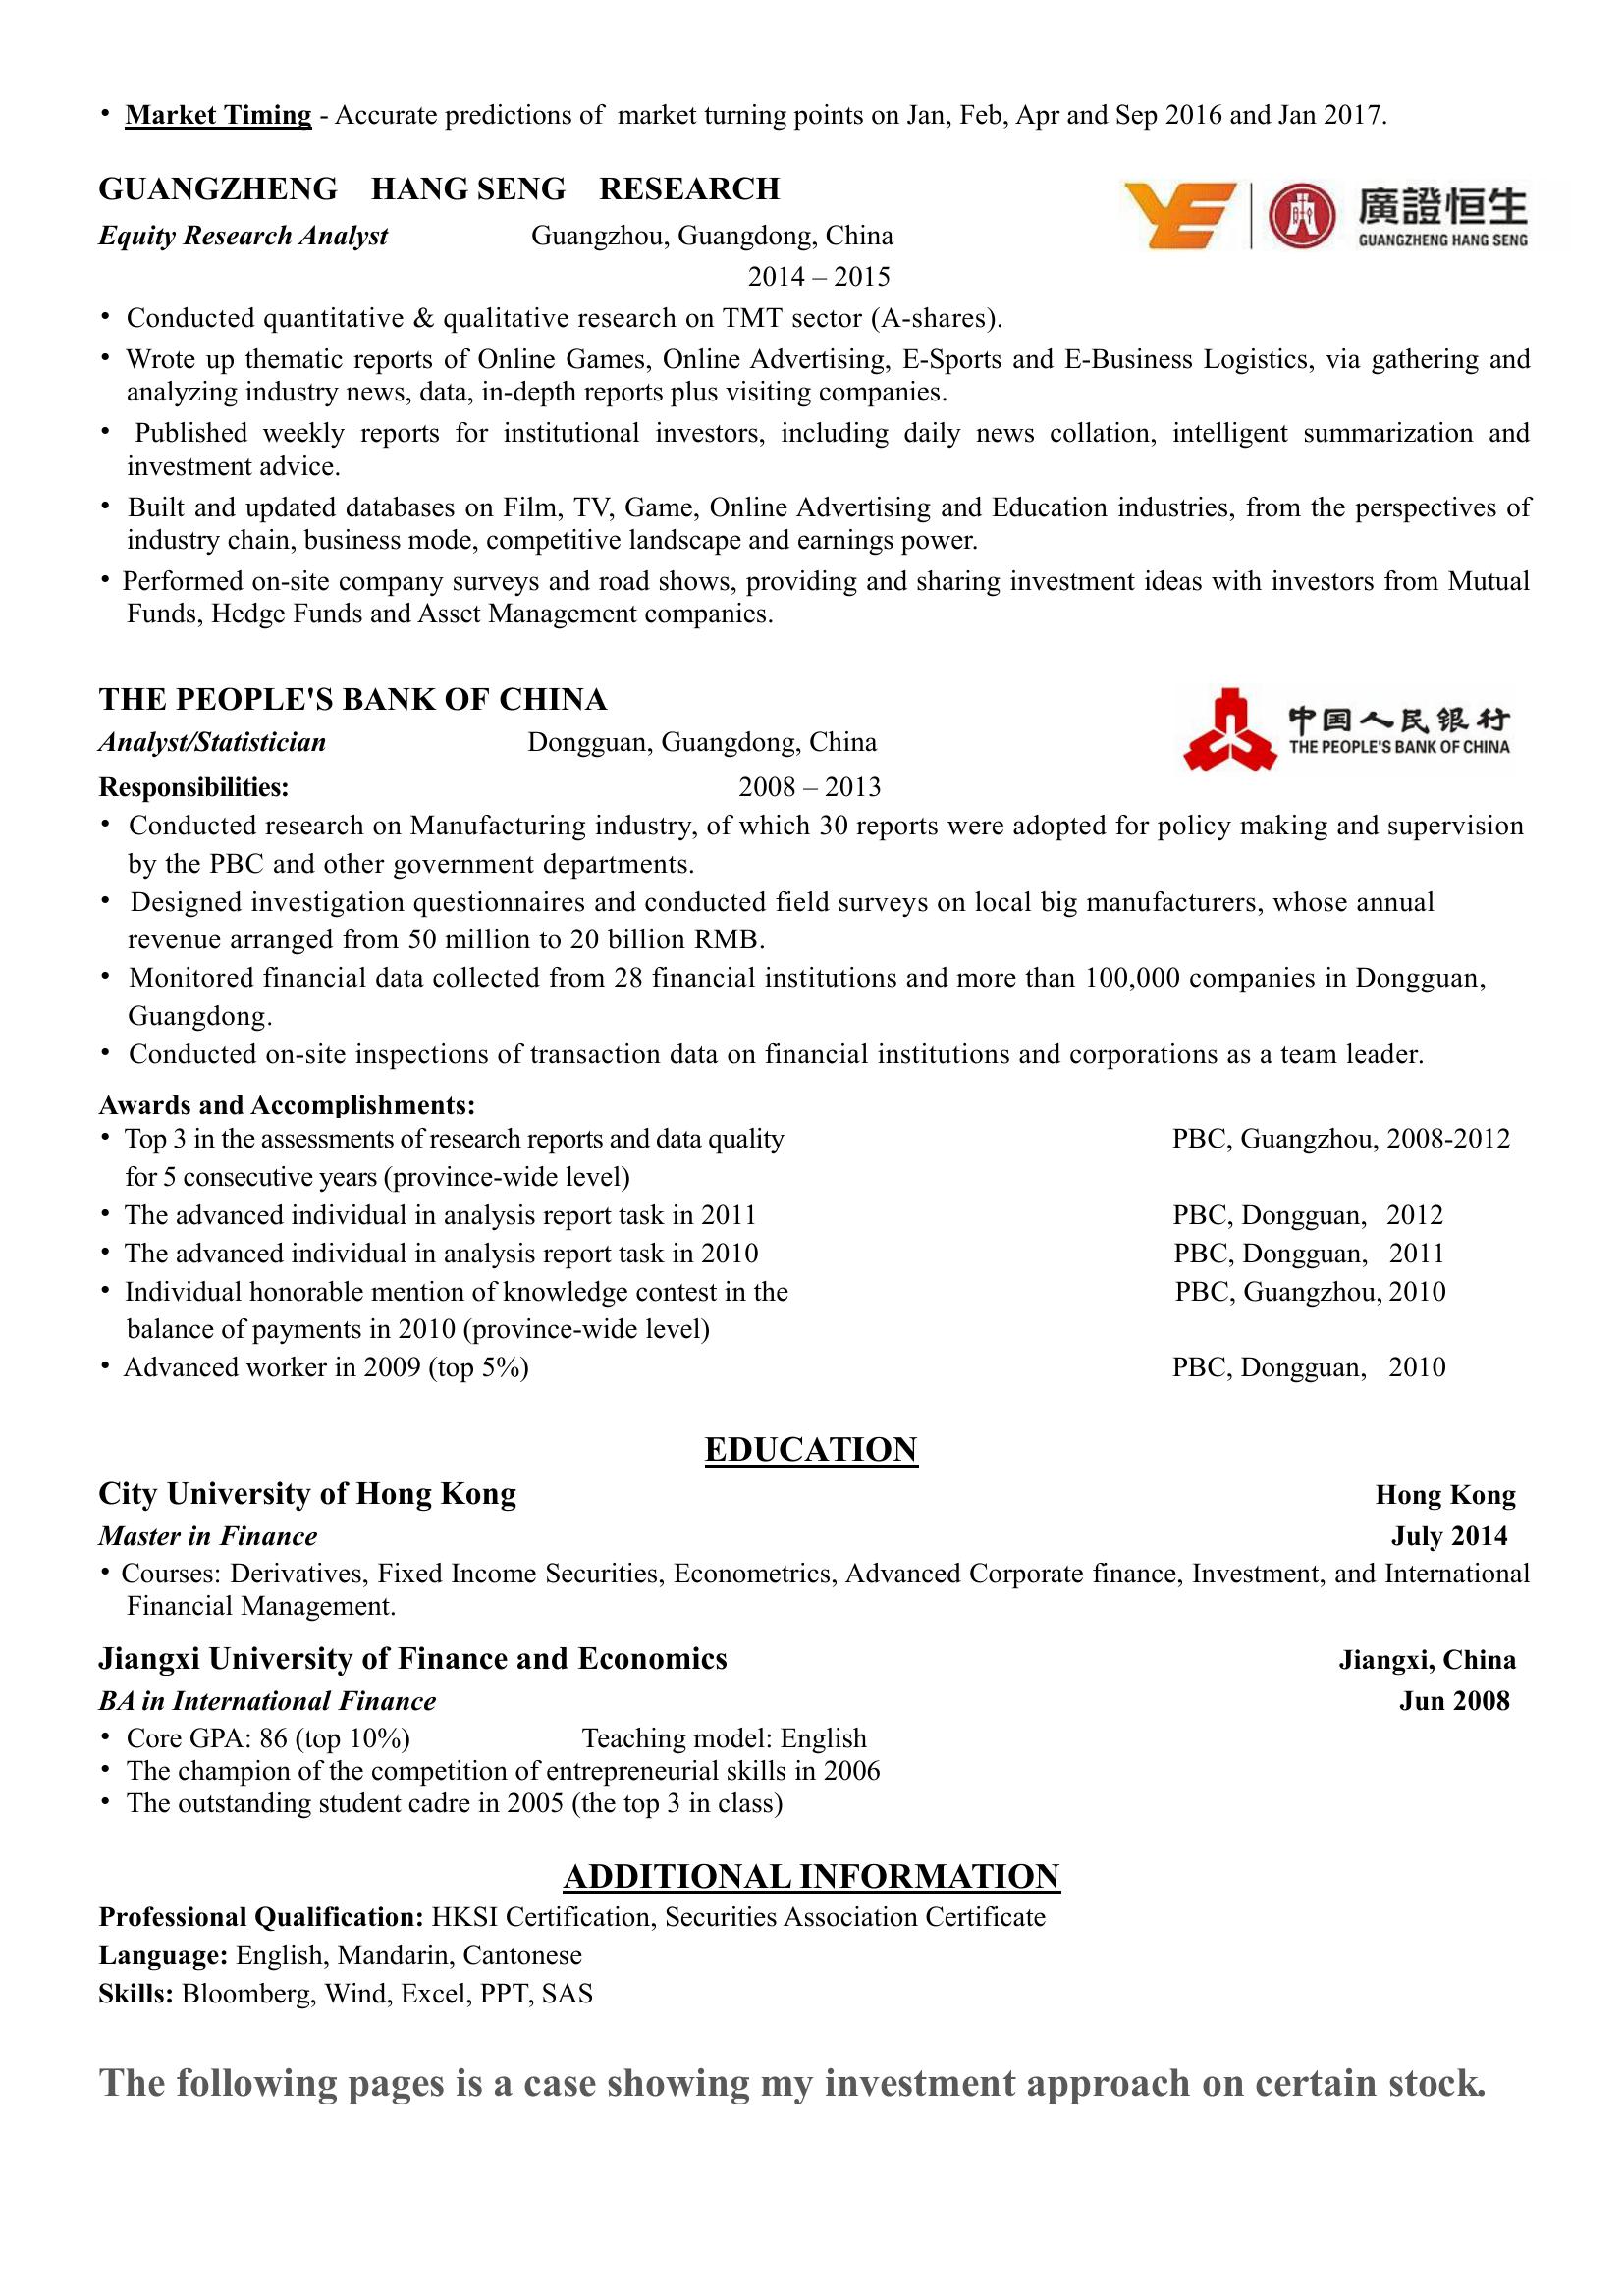 • Market Timing - Accurate predictions of market turning points on Jan, Feb, Apr and Sep 2016 and Jan 2017.
GUANGZHENG HANG SENG RESEARCH
廣證恒生
GUANGZHENG HANG SENG
Equity Research Analyst Guangzhou, Guangdong, China
2014 – 2015
• Conducted quantitative & qualitative research on TMT sector (A-shares).
• Wrote up thematic reports of Online Games, Online Advertising, E-Sports and E-Business Logistics, via gathering and
analyzing industry news, data, in-depth reports plus visiting companies.
• Published weekly reports for institutional investors, including daily news collation, intelligent summarization and
investment advice.
• Built and updated databases on Film, TV, Game, Online Advertising and Education industries, from the perspectives of
industry chain, business mode, competitive landscape and earnings power.
• Performed on-site company surveys and road shows, providing and sharing investment ideas with investors from Mutual
Funds, Hedge Funds and Asset Management companies.
THE PEOPLE'S BANK OF CHINA
中国人民银行
THE PEOPLE'S BANK OF CHINA
Analyst/Statistician Dongguan, Guangdong, China
Responsibilities: 2008 – 2013
• Conducted research on Manufacturing industry, of which 30 reports were adopted for policy making and supervision
by the PBC and other government departments.
• Designed investigation questionnaires and conducted field surveys on local big manufacturers, whose annual
revenue arranged from 50 million to 20 billion RMB.
• Monitored financial data collected from 28 financial institutions and more than 100,000 companies in Dongguan,
Guangdong.
• Conducted on-site inspections of transaction data on financial institutions and corporations as a team leader.
Awards and Accomplishments:
• Top 3 in the assessments of research reports and data quality PBC, Guangzhou, 2008-2012
for 5 consecutive years (province-wide level)
• The advanced individual in analysis report task in 2011 PBC, Dongguan, 2012
• The advanced individual in analysis report task in 2010 PBC, Dongguan, 2011
• Individual honorable mention of knowledge contest in the PBC, Guangzhou, 2010
balance of payments in 2010 (province-wide level)
• Advanced worker in 2009 (top 5%) PBC, Dongguan, 2010
EDUCATION
City University of Hong Kong Hong Kong
Master in Finance July 2014
• Courses: Derivatives, Fixed Income Securities, Econometrics, Advanced Corporate finance, Investment, and International
Financial Management.
Jiangxi University of Finance and Economics Jiangxi, China
BA in International Finance Jun 2008
• Core GPA: 86 (top 10%) Teaching model: English
• The champion of the competition of entrepreneurial skills in 2006
• The outstanding student cadre in 2005 (the top 3 in class)
ADDITIONAL INFORMATION
Professional Qualification: HKSI Certification, Securities Association Certificate
Language: English, Mandarin, Cantonese
Skills: Bloomberg, Wind, Excel, PPT, SAS
The following pages is a case showing my investment approach on certain stock.